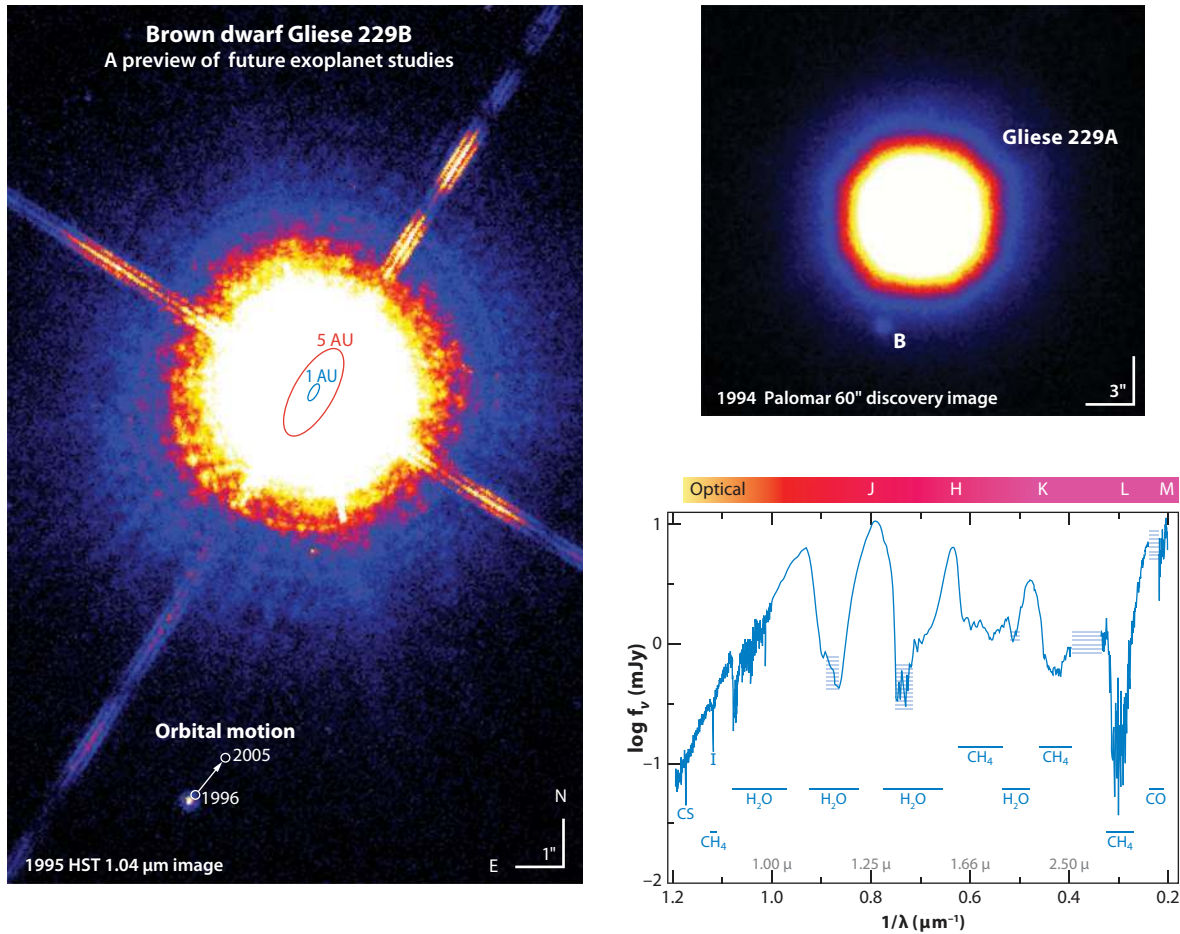 Brown dwarf Gliese 229B
A preview of future exoplanet studies
5 AU
1 AU
Orbital motion
2005
1996
N
E
1"
1995 HST 1.04 µm image
Gliese 229A
B
3"
1994 Palomar 60" discovery image
Optical J H K L M
log fν (mJy)
1
0
−1
−2
I
CH4 CH4
H2O H2O H2O H2O CO
CS
CH4 CH4
1.00 µ 1.25 µ 1.66 µ 2.50 µ
1.2 1.0 0.8 0.6 0.4 0.2
1/λ (µm−1)